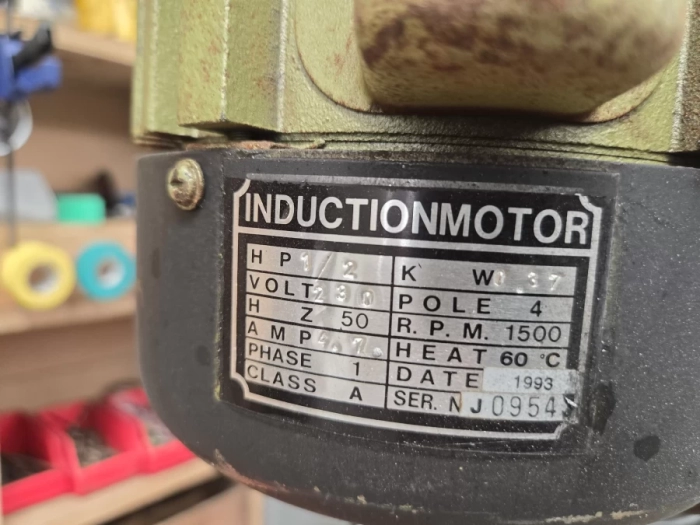 INDUCTIONMOTOR
HP 1/2 KW 0.37
VOLT 230 POLE 4
HZ 50 R.P.M. 1500
AMP HEAT 60 °C
PHASE 1 DATE 1993
CLASS A SER. NJ0954